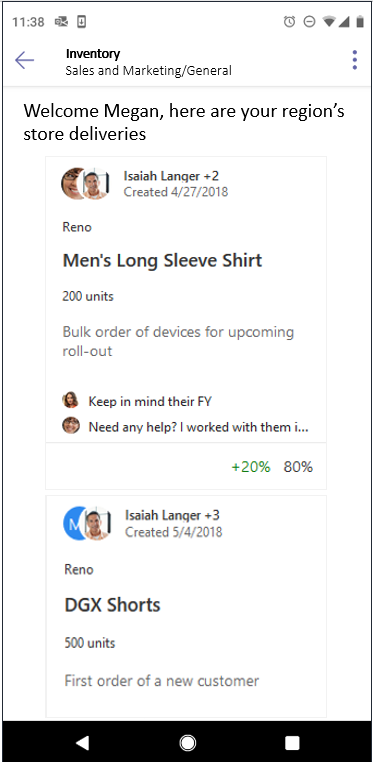 11:38
Inventory
Sales and Marketing/General
Welcome Megan, here are your region's
store deliveries
Isaiah Langer +2
Created 4/27/2018
Reno
Men's Long Sleeve Shirt
200 units
Bulk order of devices for upcoming
roll-out
Keep in mind their FY
Need any help? I worked with them i...
+20% 80%
M
Isaiah Langer +3
Created 5/4/2018
Reno
DGX Shorts
500 units
First order of a new customer